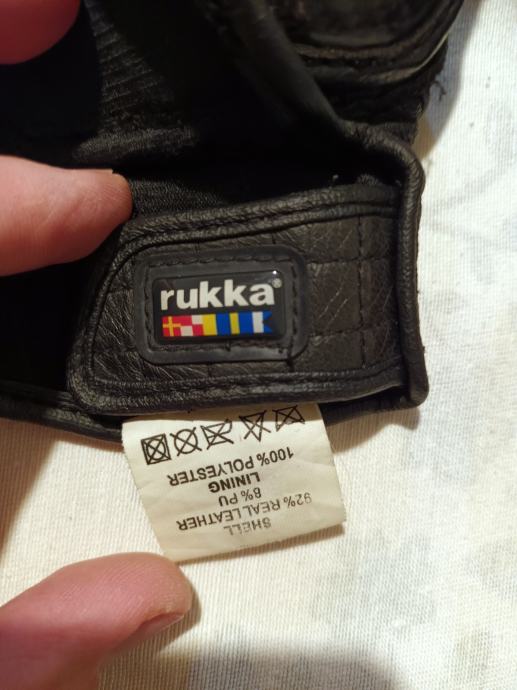 rukka®
SHELL
92% REAL LEATHER
8% PU
LINING
100% POLYESTER